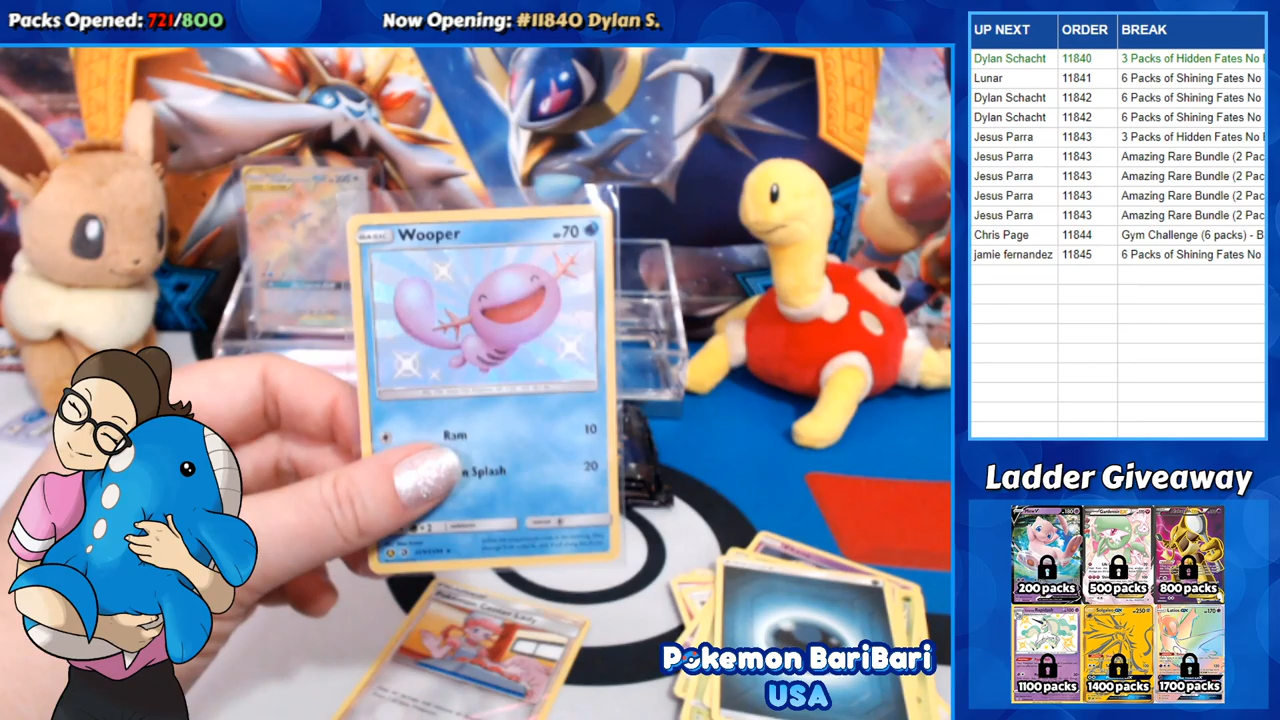 Packs Opened: 721/800
Now Opening: #11840 Dylan S.
UP NEXT ORDER BREAK
Dylan Schacht 11840 3 Packs of Hidden Fates No
Lunar 11841 6 Packs of Shining Fates No
Dylan Schacht 11842 6 Packs of Shining Fates No
Dylan Schacht 11842 6 Packs of Shining Fates No
Jesus Parra 11843 3 Packs of Hidden Fates No
Jesus Parra 11843 Amazing Rare Bundle (2 Pac
Jesus Parra 11843 Amazing Rare Bundle (2 Pac
Jesus Parra 11843 Amazing Rare Bundle (2 Pac
Jesus Parra 11843 Amazing Rare Bundle (2 Pac
Chris Page 11844 Gym Challenge (6 packs) - B
jamie fernandez 11845 6 Packs of Shining Fates No
BASIC Wooper 70
Ram 10
Splash 20
Pokémon Center Lady
Pokemon BariBari
USA
Ladder Giveaway
200 packs 500 packs 800 packs
1100 packs 1400 packs 1700 packs